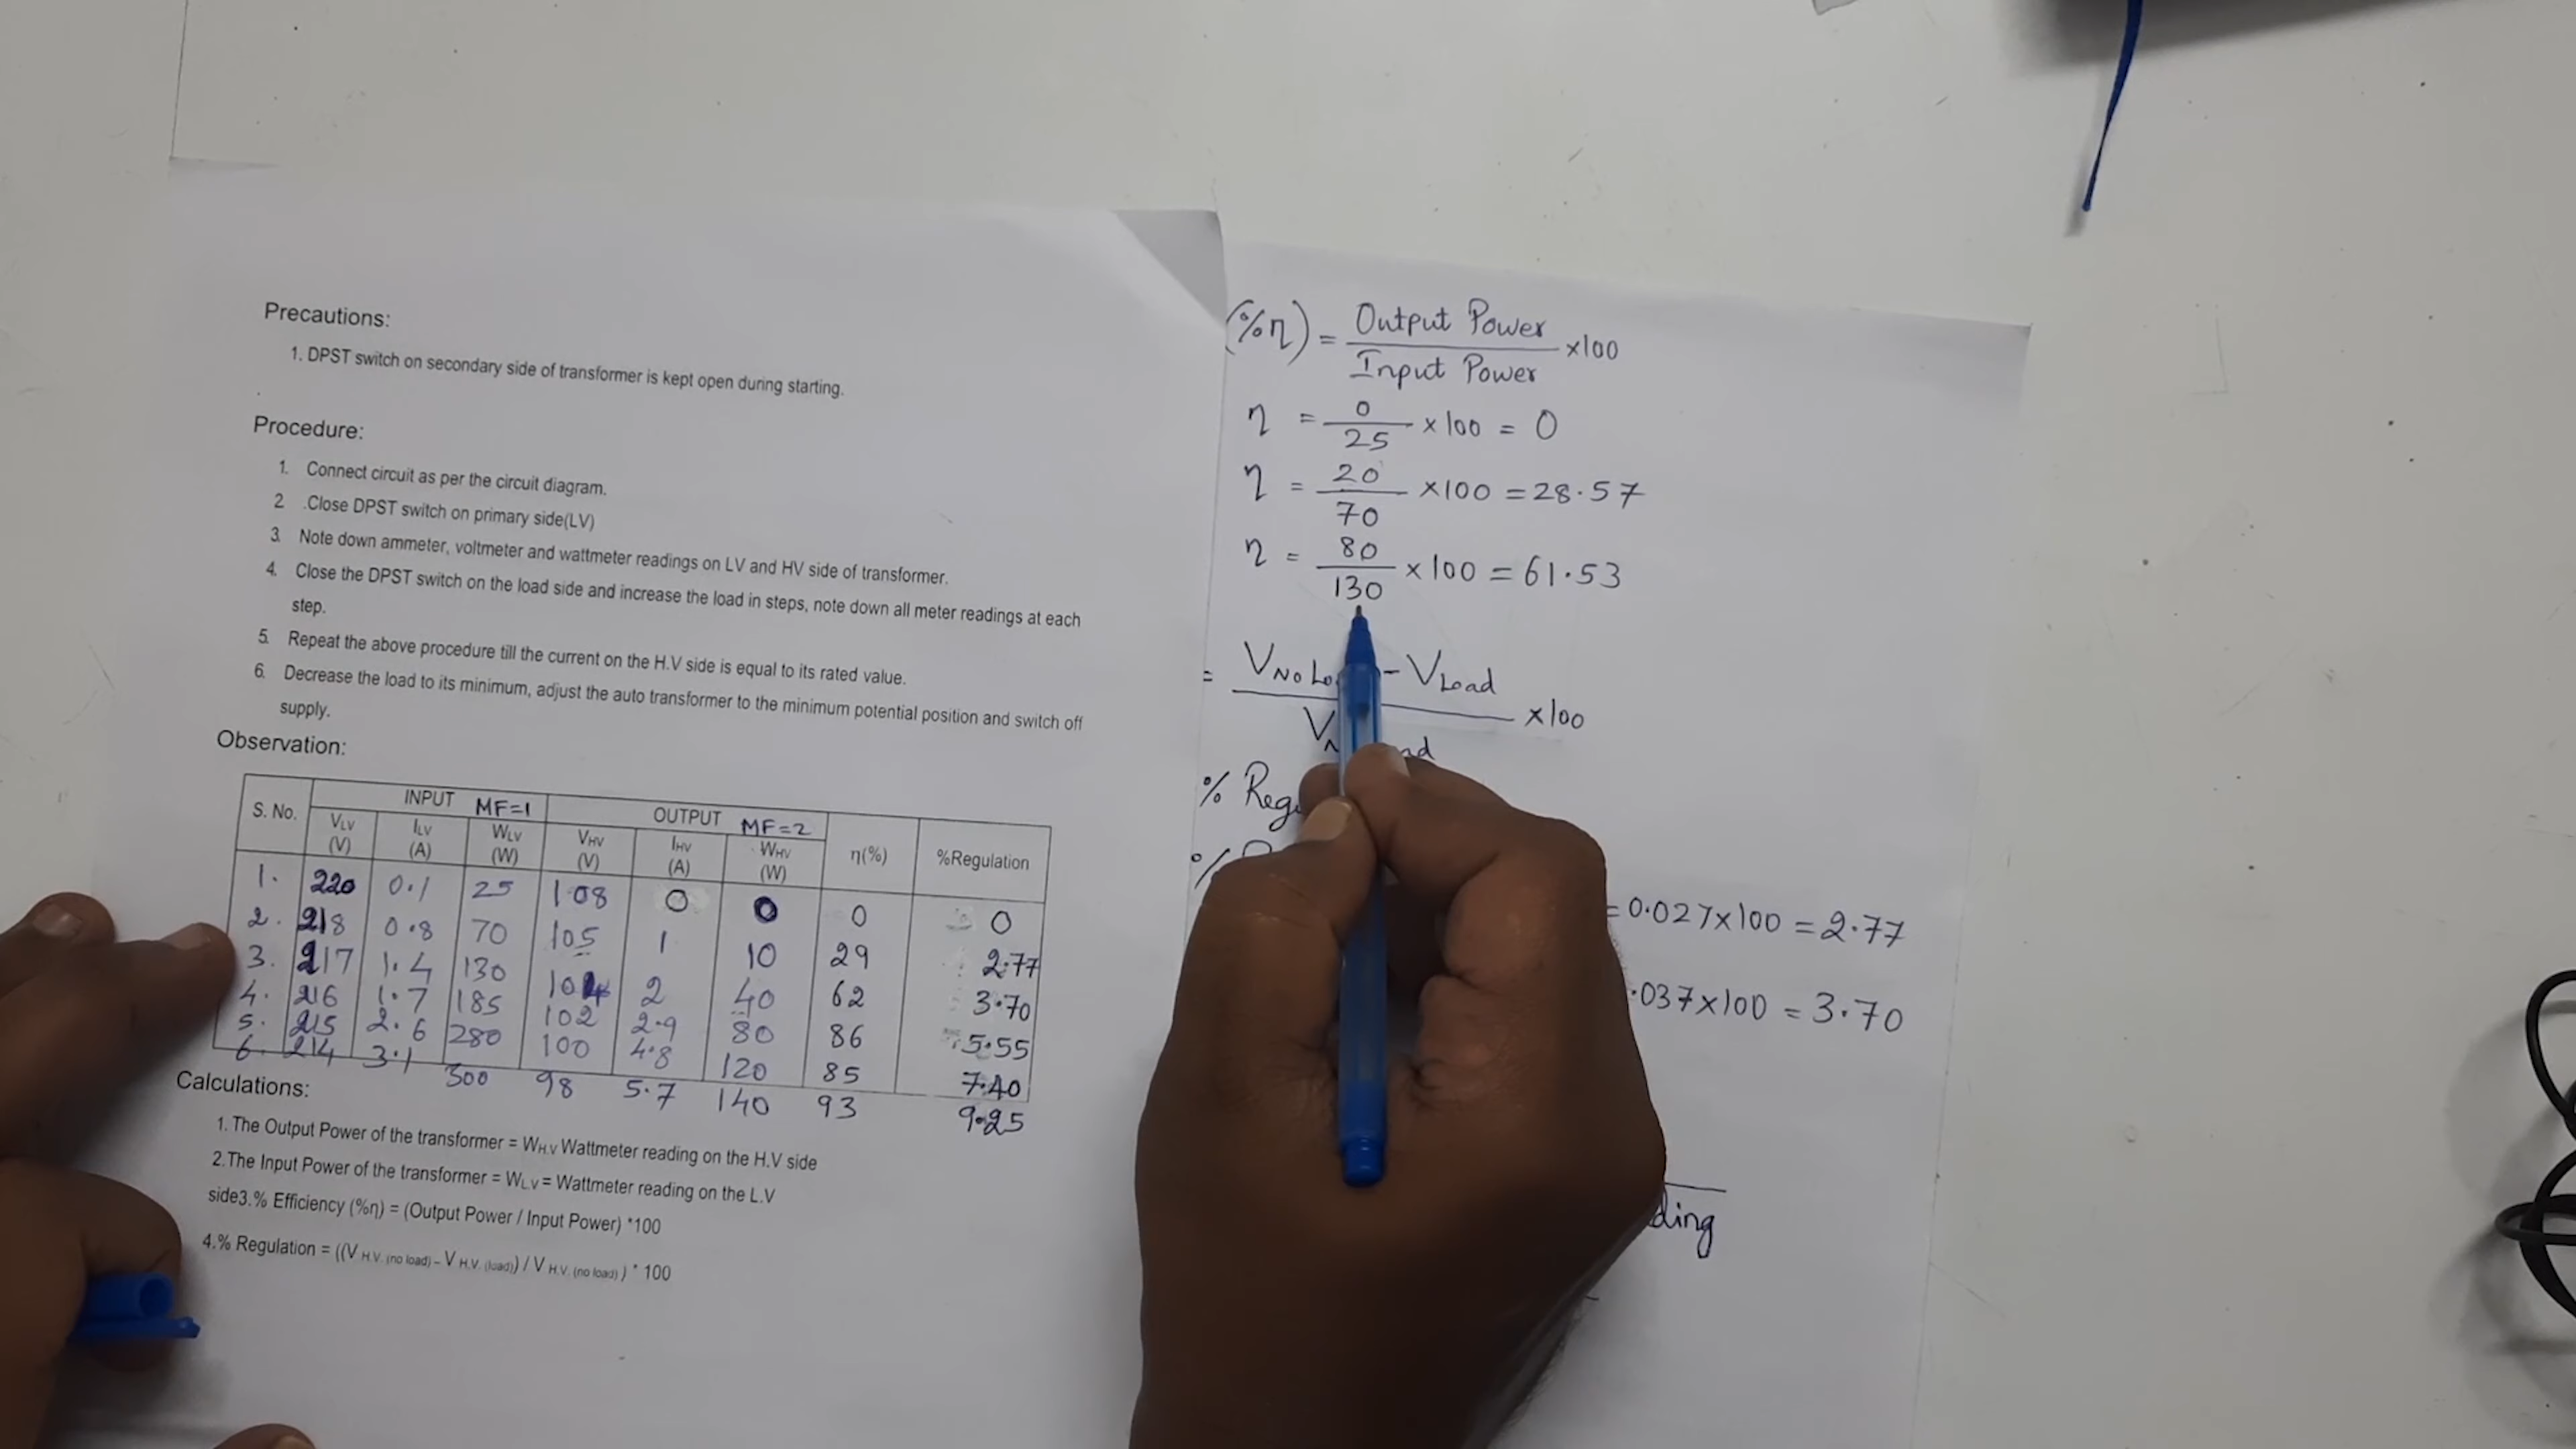 Precautions:
1. DPST switch on secondary side of transformer is kept open during starting.
Procedure:
1. Connect circuit as per the circuit diagram.
2 .Close DPST switch on primary side(LV)
3. Note down ammeter, voltmeter and wattmeter readings on LV and HV side of transformer.
4. Close the DPST switch on the load side and increase the load in steps, note down all meter readings at each
step.
5. Repeat the above procedure till the current on the H.V side is equal to its rated value.
6. Decrease the load to its minimum, adjust the auto transformer to the minimum potential position and switch off
supply.
Observation:
S. No. INPUT MF=1 OUTPUT MF=2 η(%) %Regulation
VLV (V) ILV (A) WLV (W) VHV (V) IHV (A) WHV (W)
1. 220 0.1 25 108 0 0 0 0
2. 218 0.8 70 105 1 10 29 2.77
3. 217 1.4 130 104 2 40 62 3.70
4. 216 1.7 185 102 2.9 80 86 5.55
5. 215 2.6 280 100 4.8 120 85 7.40
6. 214 3.1 300 98 5.7 140 93 9.25
Calculations:
1. The Output Power of the transformer = WH.V Wattmeter reading on the H.V side
2.The Input Power of the transformer = WL.V = Wattmeter reading on the L.V
side3.% Efficiency (%η) = (Output Power / Input Power) *100
4.% Regulation = ((V H.V. (no load) – V H.V. (load)) / V H.V. (no load) ) * 100
(%η) = Output Power / Input Power ×100
η = 0 / 25 × 100 = 0
η = 20 / 70 ×100 = 28.57
η = 80 / 130 ×100 = 61.53
= VNo Lo - VLoad / V ×100
% Regu
%
= 0.027×100 = 2.77
.037×100 = 3.70
ding